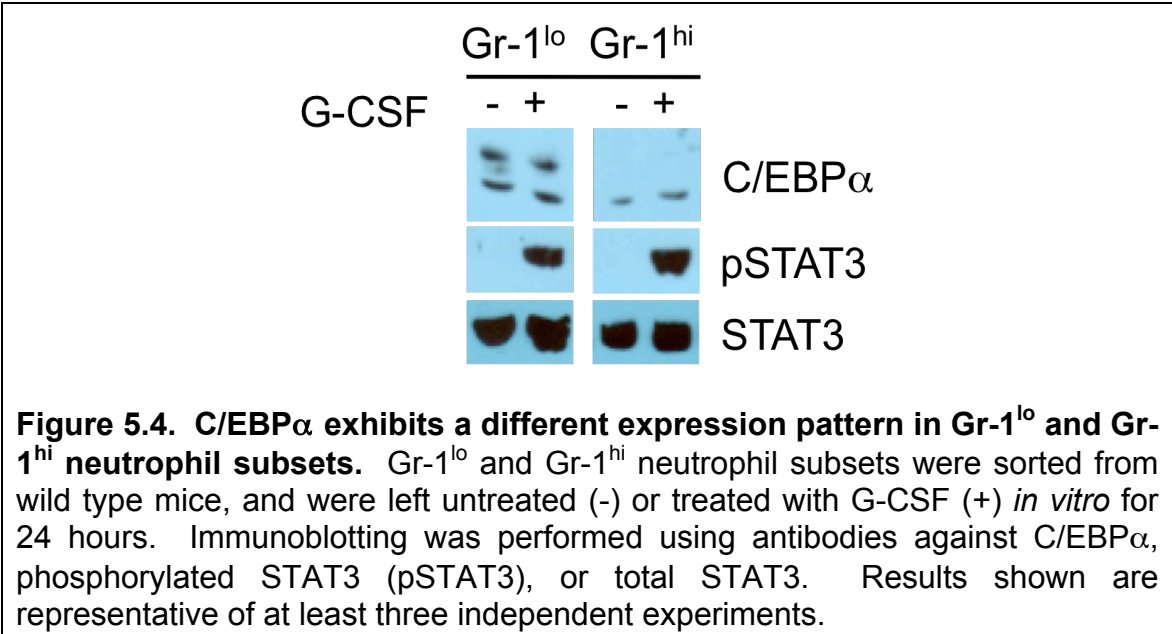 Gr-1lo Gr-1hi
G-CSF - + - +
C/EBPα
pSTAT3
STAT3
Figure 5.4. C/EBPα exhibits a different expression pattern in Gr-1lo and Gr-
1hi neutrophil subsets. Gr-1lo and Gr-1hi neutrophil subsets were sorted from
wild type mice, and were left untreated (-) or treated with G-CSF (+) in vitro for
24 hours. Immunoblotting was performed using antibodies against C/EBPα,
phosphorylated STAT3 (pSTAT3), or total STAT3. Results shown are
representative of at least three independent experiments.